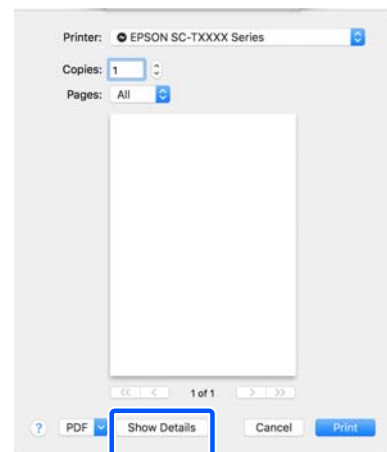 Printer: EPSON SC-TXXXX Series
Copies: 1
Pages: All
<< < 1 of 1 > >>
? PDF Show Details Cancel Print